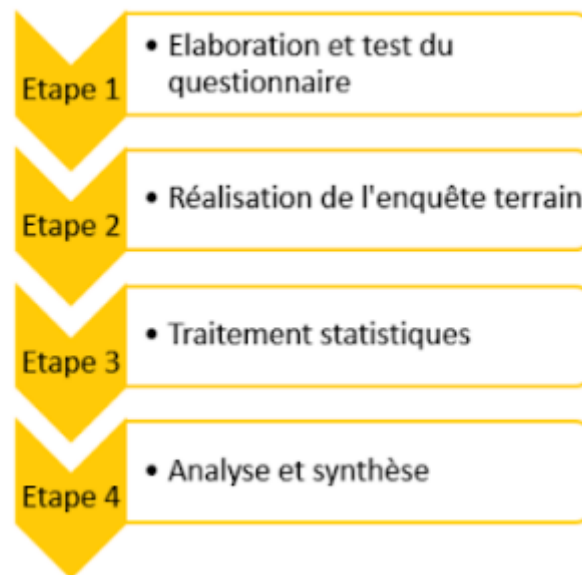 Etape 1
• Elaboration et test du
questionnaire
Etape 2
• Réalisation de l'enquête terrain
Etape 3
• Traitement statistiques
Etape 4
• Analyse et synthèse